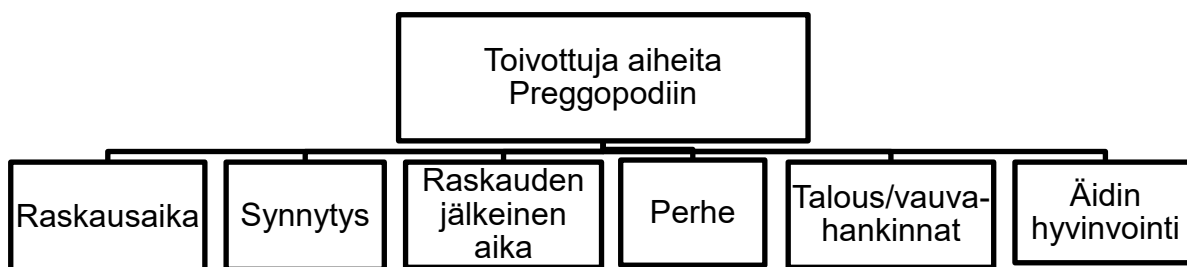 Toivottuja aiheita
Preggopodiin
Raskausaika
Synnytys
Raskauden
jälkeinen
aika
Perhe
Talous/vauva-
hankinnat
Äidin
hyvinvointi